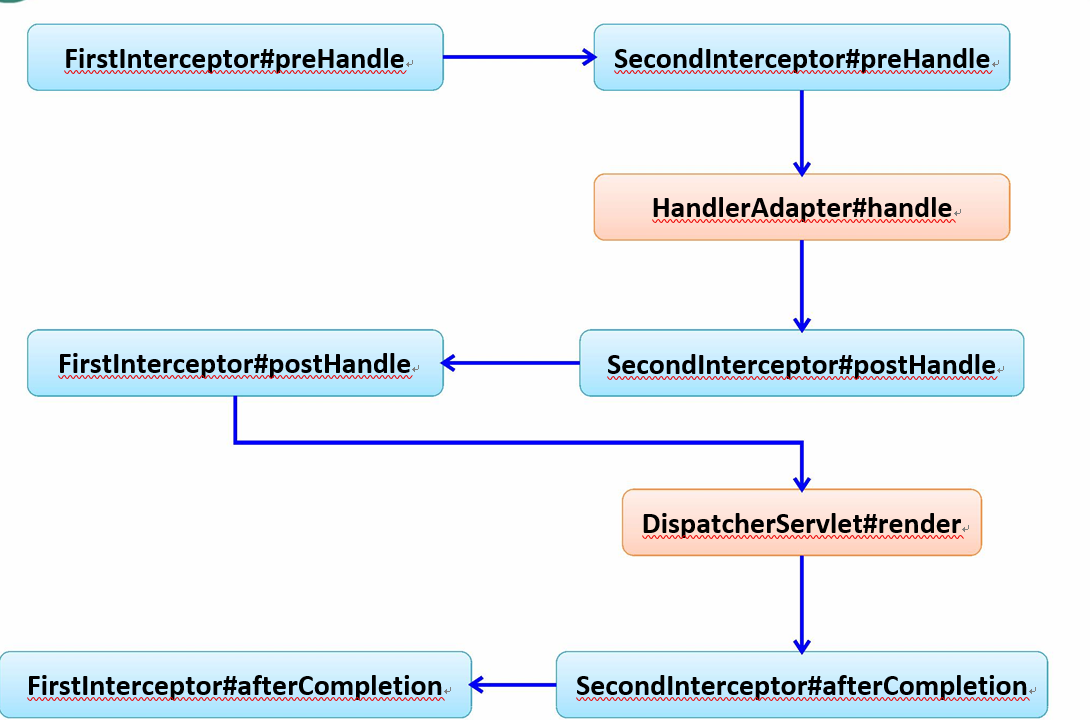 FirstInterceptor#preHandle
SecondInterceptor#preHandle
HandlerAdapter#handle
FirstInterceptor#postHandle
SecondInterceptor#postHandle
DispatcherServlet#render
FirstInterceptor#afterCompletion
SecondInterceptor#afterCompletion